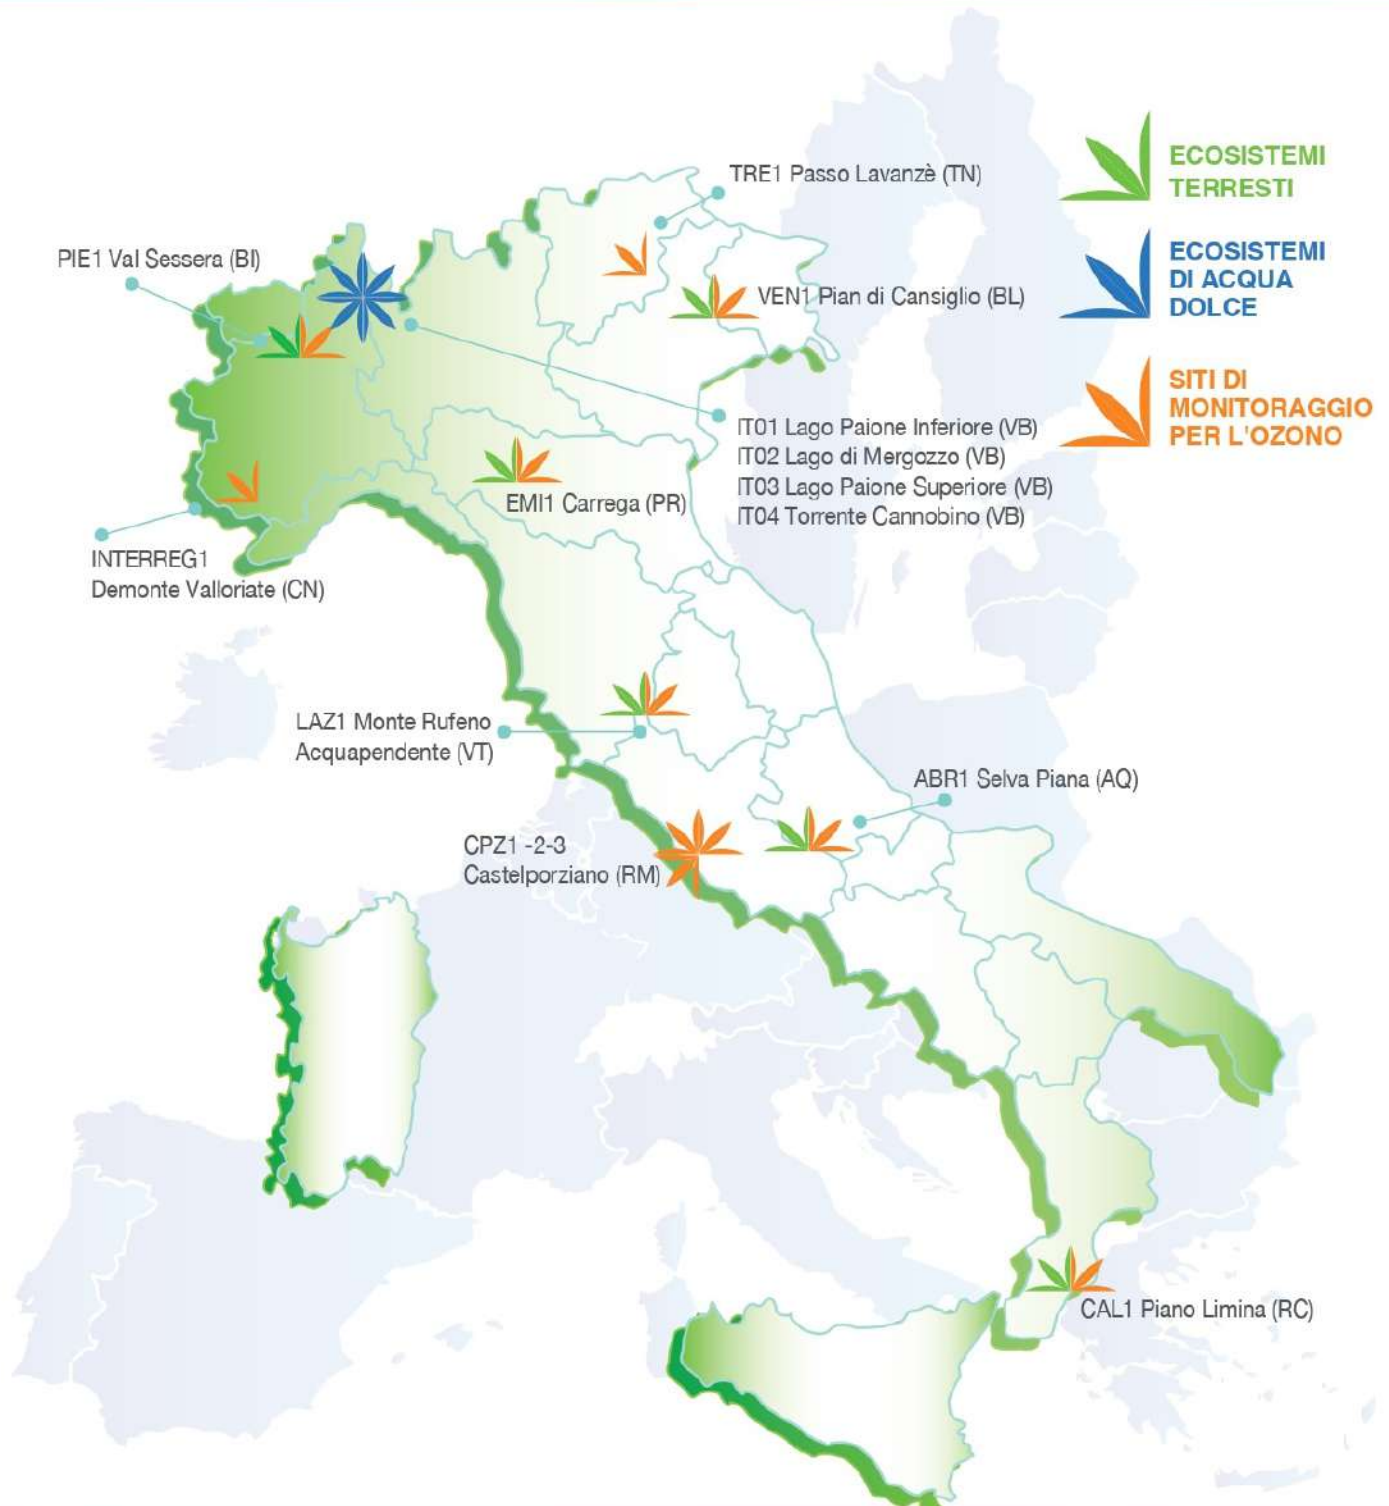 TRE1 Passo Lavanzè (TN)
ECOSISTEMI
TERRESTI
PIE1 Val Sessera (BI)
ECOSISTEMI
DI ACQUA
DOLCE
VEN1 Pian di Cansiglio (BL)
SITI DI
MONITORAGGIO
PER L'OZONO
IT01 Lago Paione Inferiore (VB)
IT02 Lago di Mergozzo (VB)
IT03 Lago Paione Superiore (VB)
IT04 Torrente Cannobino (VB)
EMI1 Carrega (PR)
INTERREG1
Demonte Valloriate (CN)
LAZ1 Monte Rufeno
Acquapendente (VT)
ABR1 Selva Piana (AQ)
CPZ1 -2-3
Castelporziano (RM)
CAL1 Piano Limina (RC)